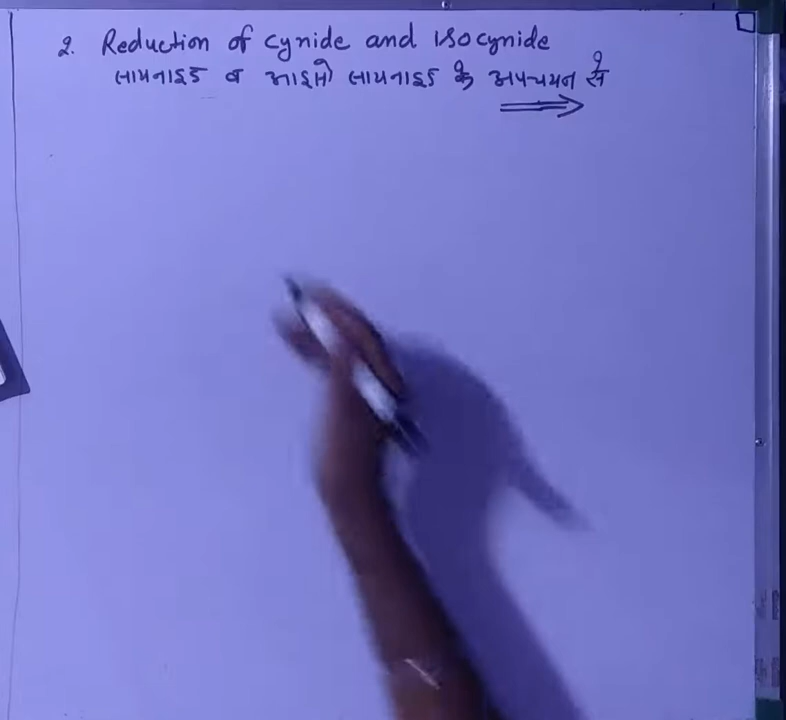 2. Reduction of cynide and isocynide
सायनाइड व आइसो सायनाइड के अपचयन से